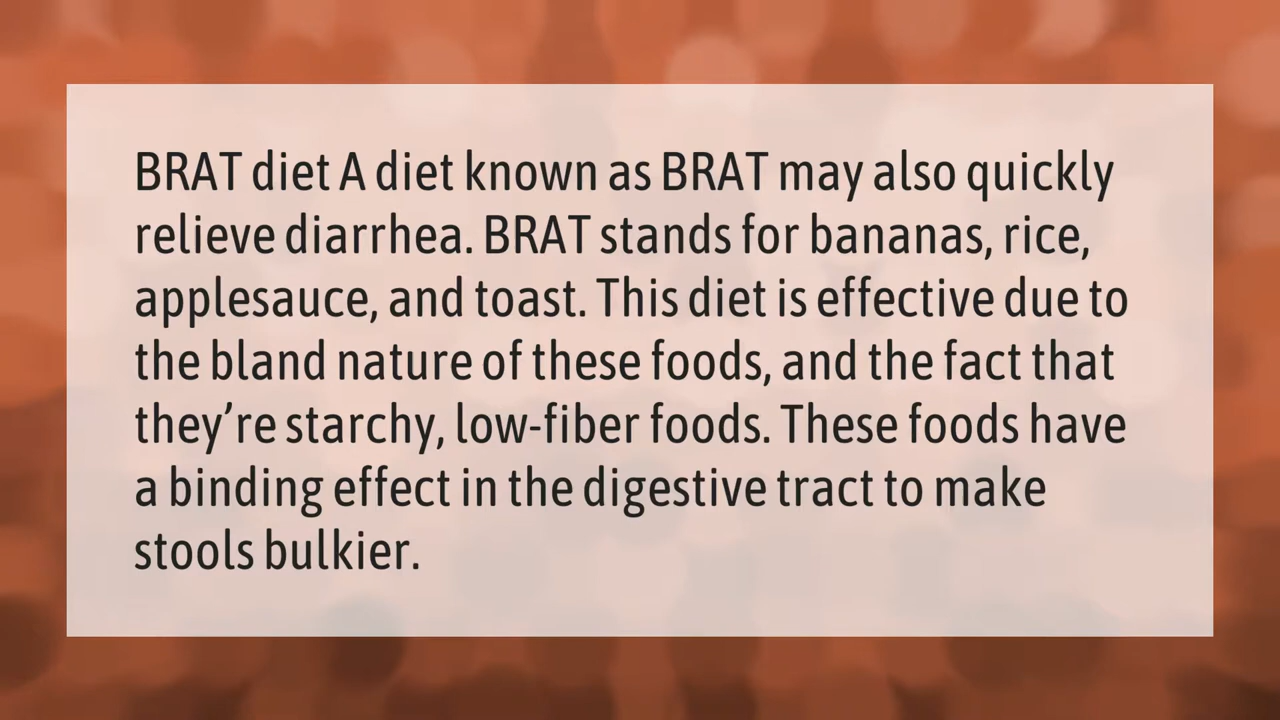 BRAT diet A diet known as BRAT may also quickly
relieve diarrhea. BRAT stands for bananas, rice,
applesauce, and toast. This diet is effective due to
the bland nature of these foods, and the fact that
they’re starchy, low-fiber foods. These foods have
a binding effect in the digestive tract to make
stools bulkier.